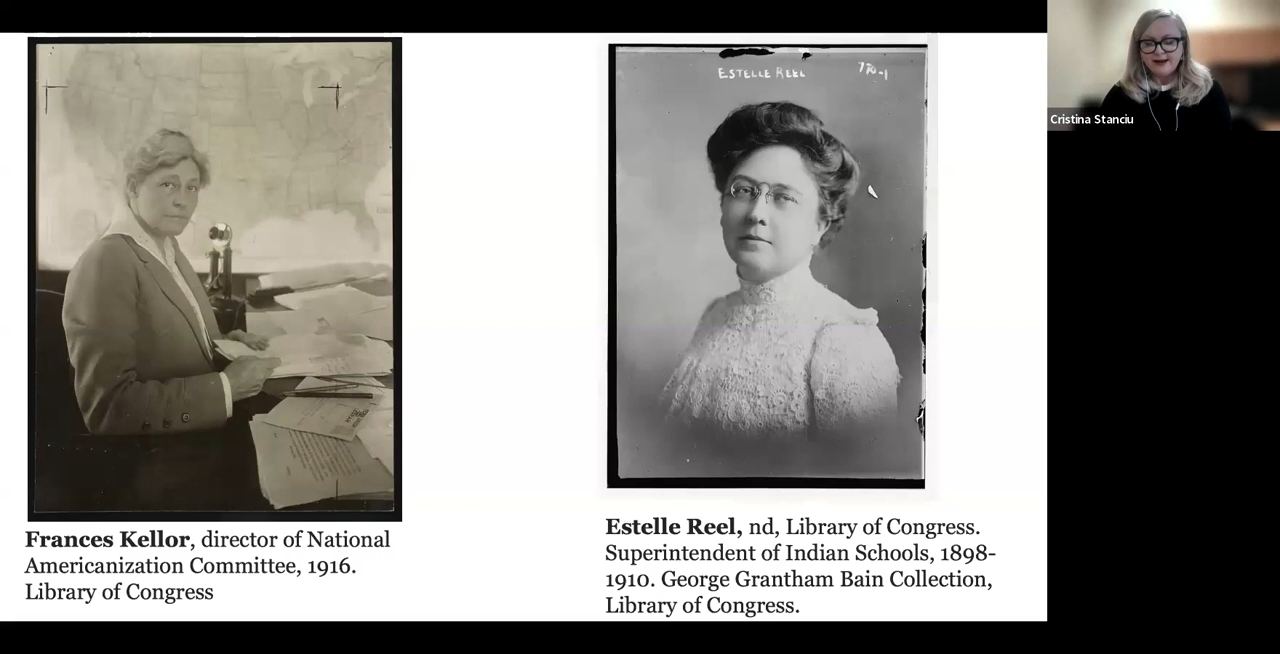 ESTELLE REEL
Cristina Stanciu
Frances Kellor, director of National
Americanization Committee, 1916.
Library of Congress
Estelle Reel, nd, Library of Congress.
Superintendent of Indian Schools, 1898-
1910. George Grantham Bain Collection,
Library of Congress.